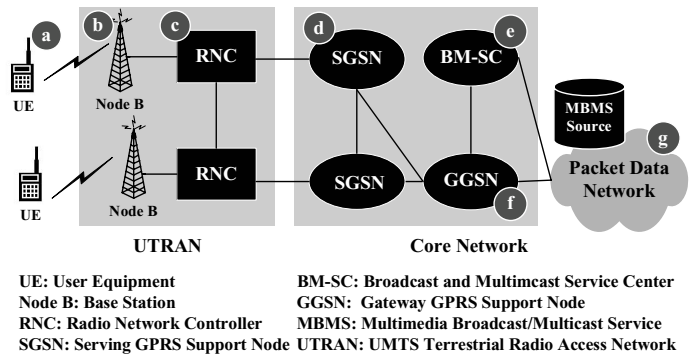 a
b
c
d
e
RNC
SGSN
BM-SC
UE
Node B
MBMS
Source
g
Packet Data
Network
RNC
SGSN
GGSN
f
UE
Node B
UTRAN
Core Network
UE: User Equipment
Node B: Base Station
RNC: Radio Network Controller
SGSN: Serving GPRS Support Node
BM-SC: Broadcast and Multimcast Service Center
GGSN: Gateway GPRS Support Node
MBMS: Multimedia Broadcast/Multicast Service
UTRAN: UMTS Terrestrial Radio Access Network